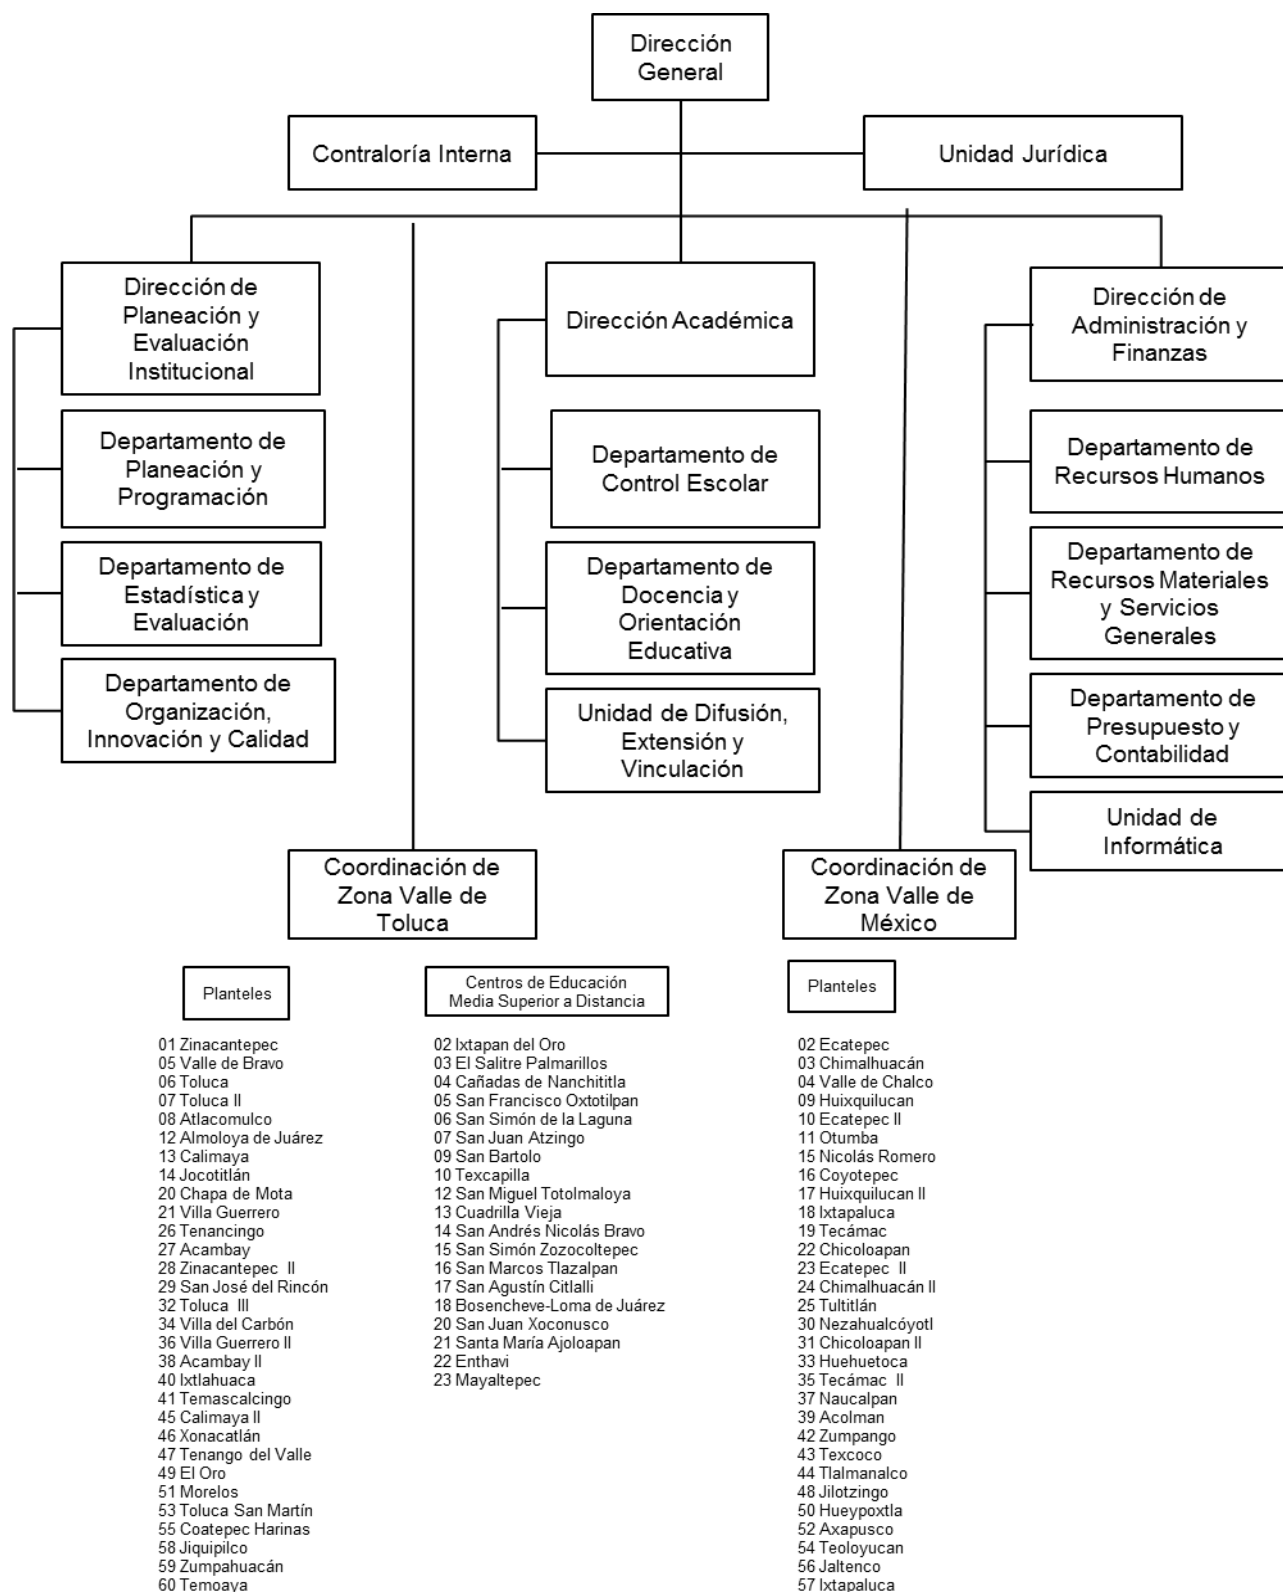 Dirección
General
Contraloría Interna
Unidad Jurídica
Dirección de
Planeación y
Evaluación
Institucional
Dirección Académica
Dirección de
Administración y
Finanzas
Departamento de
Planeación y
Programación
Departamento de
Control Escolar
Departamento de
Recursos Humanos
Departamento de
Estadística y
Evaluación
Departamento de
Docencia y
Orientación
Educativa
Departamento de
Recursos Materiales
y Servicios
Generales
Departamento de
Organización,
Innovación y Calidad
Unidad de Difusión,
Extensión y
Vinculación
Departamento de
Presupuesto y
Contabilidad
Unidad de
Informática
Coordinación de
Zona Valle de
Toluca
Coordinación de
Zona Valle de
México
Planteles
01 Zinacantepec
05 Valle de Bravo
06 Toluca
07 Toluca II
08 Atlacomulco
12 Almoloya de Juárez
13 Calimaya
14 Jocotitlán
20 Chapa de Mota
21 Villa Guerrero
26 Tenancingo
27 Acambay
28 Zinacantepec II
29 San José del Rincón
32 Toluca III
34 Villa del Carbón
36 Villa Guerrero II
38 Acambay II
40 Ixtlahuaca
41 Temascalcingo
45 Calimaya II
46 Xonacatlán
47 Tenango del Valle
49 El Oro
51 Morelos
53 Toluca San Martín
55 Coatepec Harinas
58 Jiquipilco
59 Zumpahuacán
60 Temoaya
Centros de Educación
Media Superior a Distancia
02 Ixtapan del Oro
03 El Salitre Palmarillos
04 Cañadas de Nanchititla
05 San Francisco Oxtotilpan
06 San Simón de la Laguna
07 San Juan Atzingo
09 San Bartolo
10 Texcapilla
12 San Miguel Totolmaloya
13 Cuadrilla Vieja
14 San Andrés Nicolás Bravo
15 San Simón Zozocoltepec
16 San Marcos Tlazalpan
17 San Agustín Citlalli
18 Bosencheve-Loma de Juárez
20 San Juan Xoconusco
21 Santa María Ajoloapan
22 Enthavi
23 Mayaltepec
Planteles
02 Ecatepec
03 Chimalhuacán
04 Valle de Chalco
09 Huixquilucan
10 Ecatepec II
11 Otumba
15 Nicolás Romero
16 Coyotepec
17 Huixquilucan II
18 Ixtapaluca
19 Tecámac
22 Chicoloapan
23 Ecatepec II
24 Chimalhuacán II
25 Tultitlán
30 Nezahualcóyotl
31 Chicoloapan II
33 Huehuetoca
35 Tecámac II
37 Naucalpan
39 Acolman
42 Zumpango
43 Texcoco
44 Tlalmanalco
48 Jilotzingo
50 Hueypoxtla
52 Axapusco
54 Teoloyucan
56 Jaltenco
57 Ixtapaluca